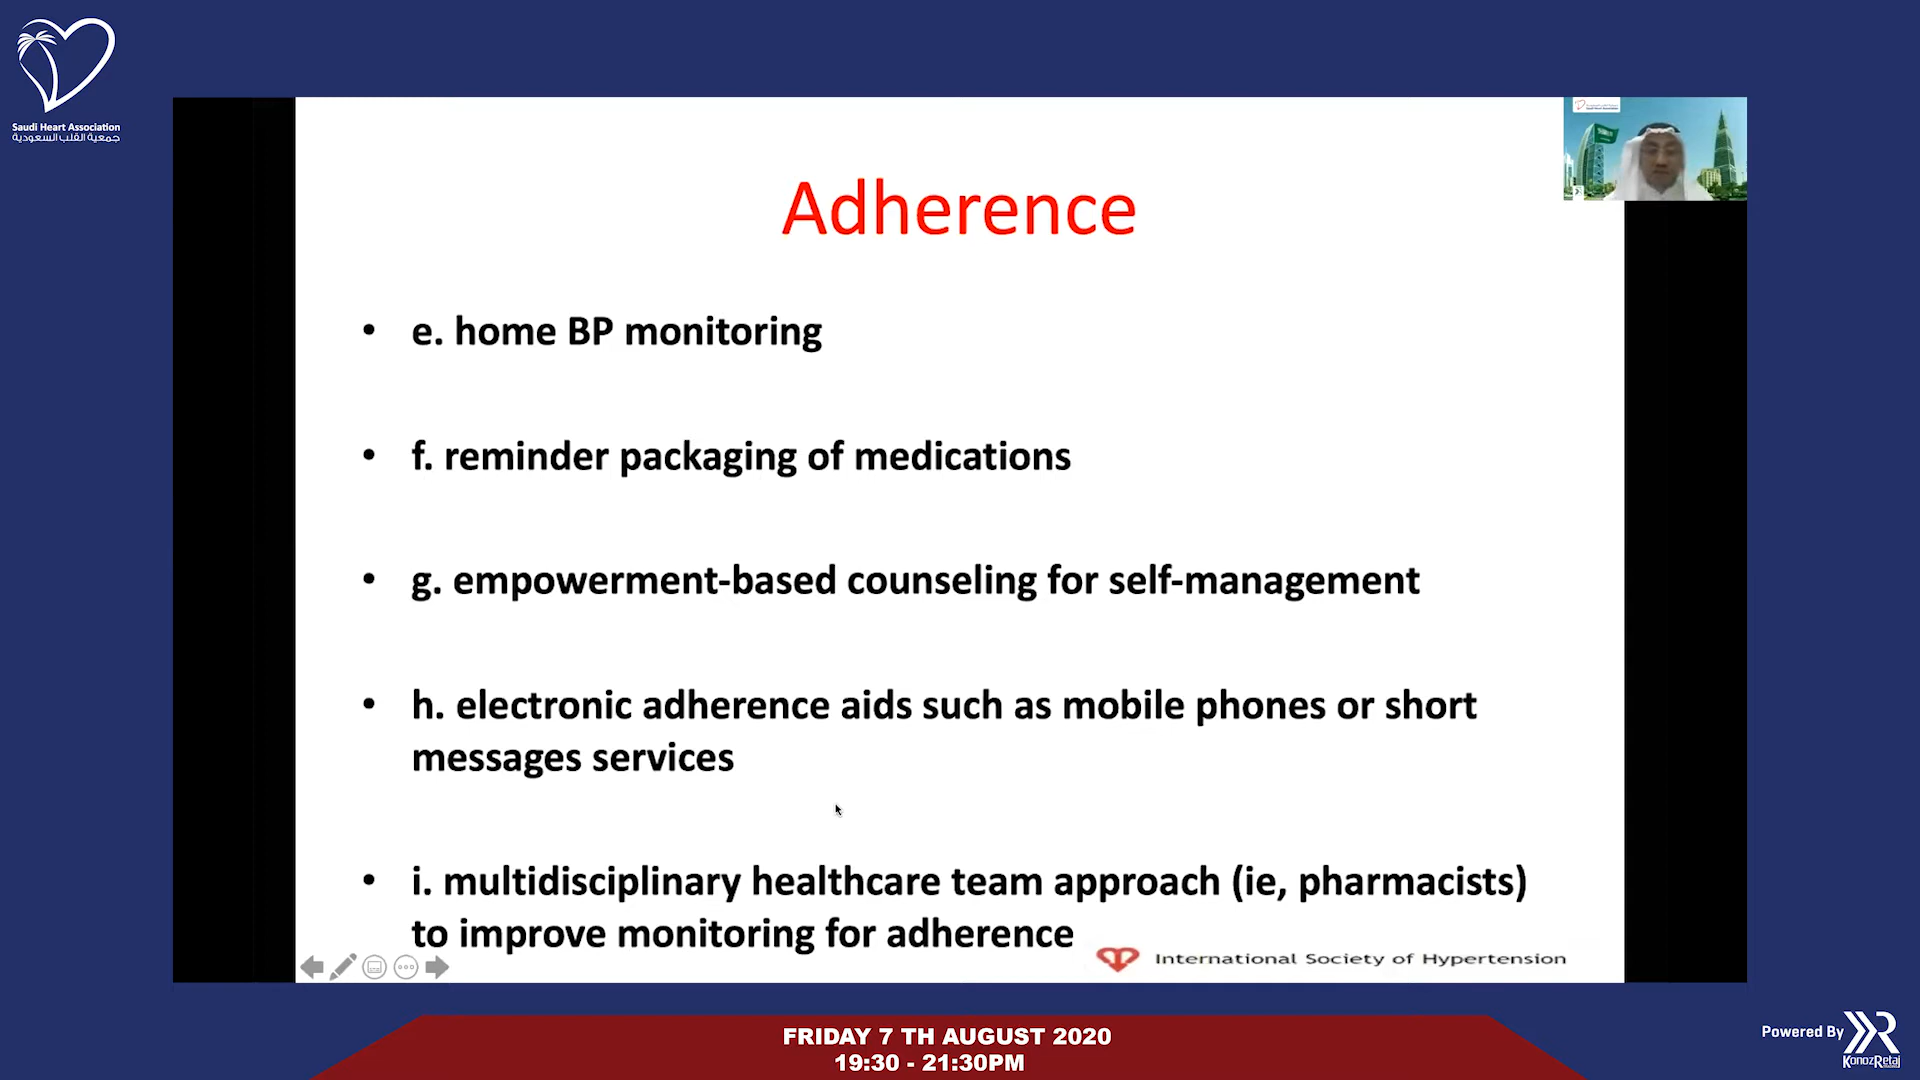 Saudi Heart Association
جمعية القلب السعودية
Adherence
• e. home BP monitoring
• f. reminder packaging of medications
• g. empowerment-based counseling for self-management
• h. electronic adherence aids such as mobile phones or short
messages services
• i. multidisciplinary healthcare team approach (ie, pharmacists)
to improve monitoring for adherence
International Society of Hypertension
FRIDAY 7 TH AUGUST 2020
19:30 - 21:30PM
Powered By
KonozRetaj